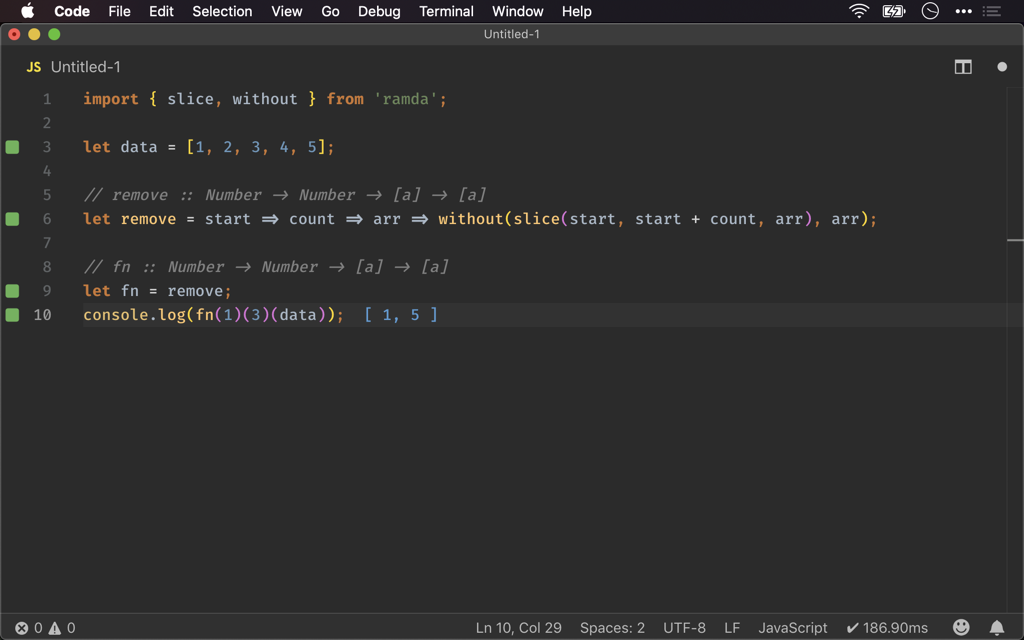 Code File Edit Selection View Go Debug Terminal Window Help
Untitled-1
JS Untitled-1
1 import { slice, without } from 'ramda';
2
3 let data = [1, 2, 3, 4, 5];
4
5 // remove :: Number → Number → [a] → [a]
6 let remove = start ⇒ count ⇒ arr ⇒ without(slice(start, start + count, arr), arr);
7
8 // fn :: Number → Number → [a] → [a]
9 let fn = remove;
10 console.log(fn(1)(3)(data)); [ 1, 5 ]
0 0 Ln 10, Col 29 Spaces: 2 UTF-8 LF JavaScript ✔ 186.90ms